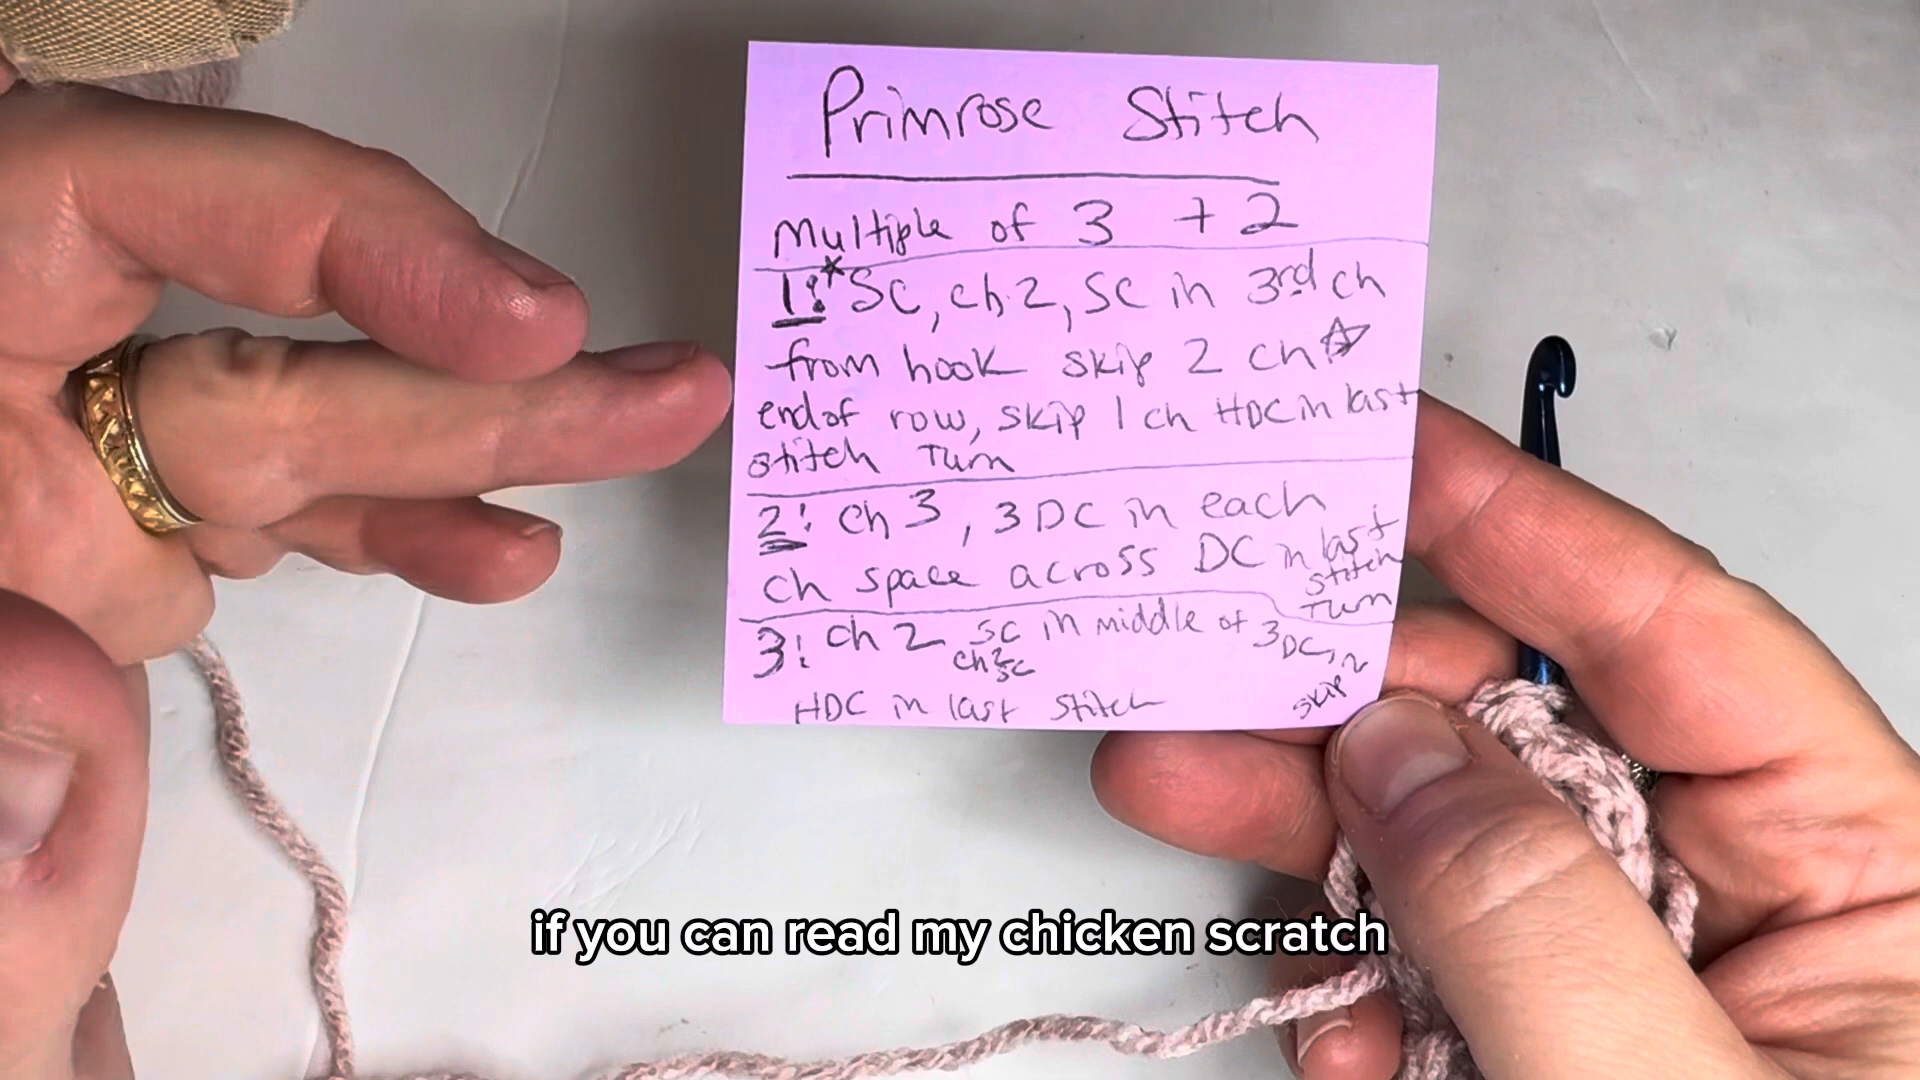 Primrose Stitch
Multiple of 3 + 2
1: * SC, ch 2, SC in 3rd ch
from hook skip 2 ch ☆
end of row, skip 1 ch HDC in last
stitch Turn
2: ch 3, 3 DC in each
ch space across DC in last
stitch
Turn
3: ch 2 SC in middle of 3 DC,
ch 2
SC
skip 2
HDC in last stitch
if you can read my chicken scratch